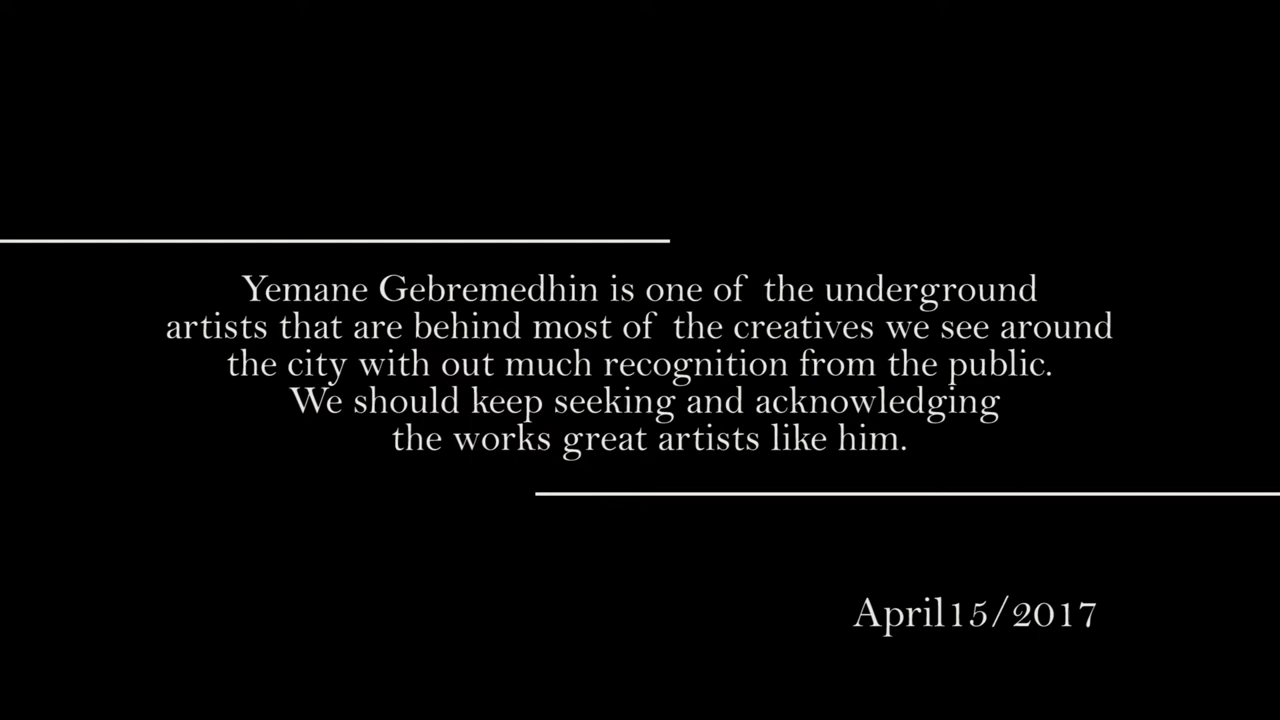 Yemane Gebremedhin is one of the underground
artists that are behind most of the creatives we see around
the city with out much recognition from the public.
We should keep seeking and acknowledging
the works great artists like him.
April15/2017